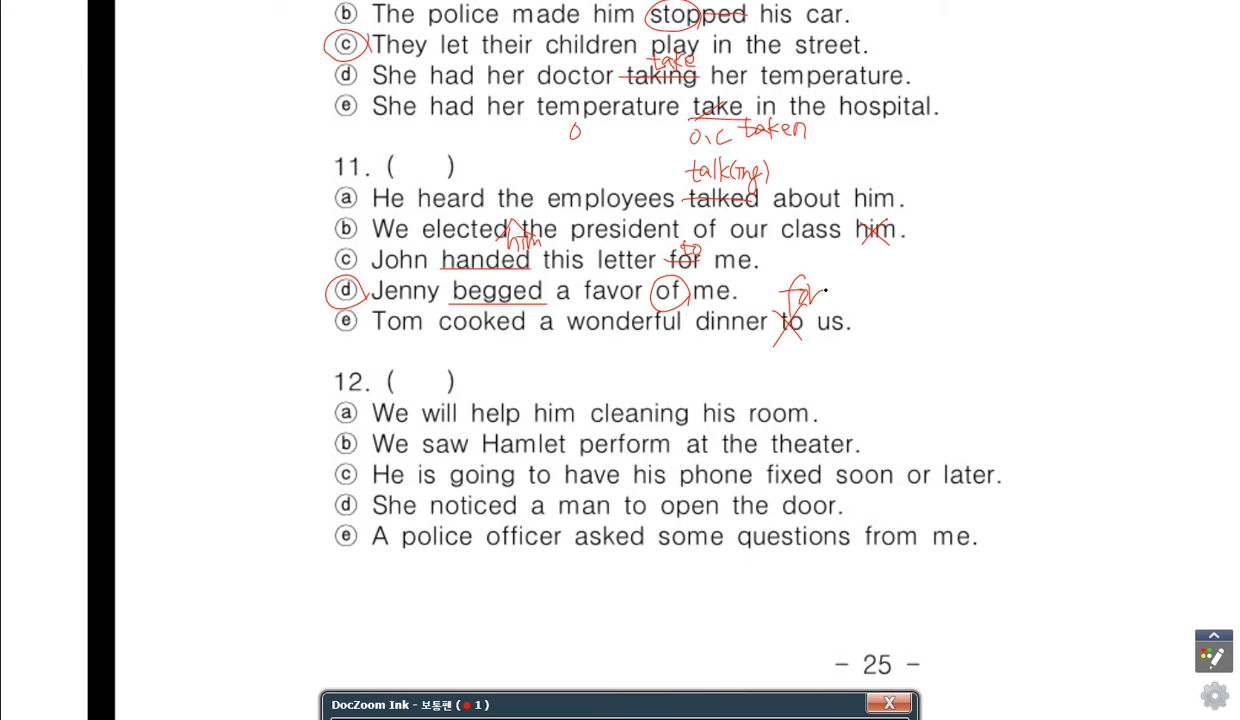 ⓑ The police made him stopped his car.
ⓒ They let their children play in the street.
take
ⓓ She had her doctor taking her temperature.
ⓔ She had her temperature take in the hospital.
O O.C taken
11. ( )
talk(ing)
ⓐ He heard the employees talked about him.
ⓑ We elected the president of our class him.
him to
ⓒ John handed this letter for me.
ⓓ Jenny begged a favor of me.
for
ⓔ Tom cooked a wonderful dinner to us.
12. ( )
ⓐ We will help him cleaning his room.
ⓑ We saw Hamlet perform at the theater.
ⓒ He is going to have his phone fixed soon or later.
ⓓ She noticed a man to open the door.
ⓔ A police officer asked some questions from me.
- 25 -
DocZoom Ink - 보통펜 ( 1 ) X